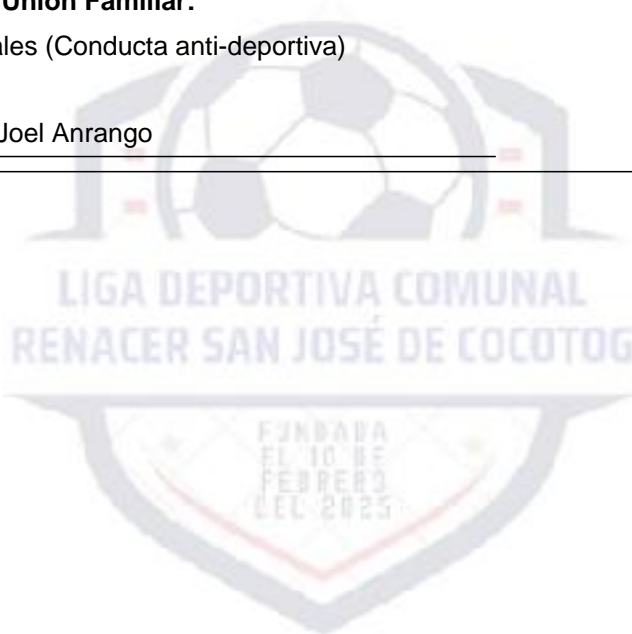 Unión Familiar:
ales (Conducta anti-deportiva)
Joel Anrango
LIGA DEPORTIVA COMUNAL
RENACER SAN JOSÉ DE COCOTOG
FUNDADA
EL 10 DE
FEBRERO
DEL 2025